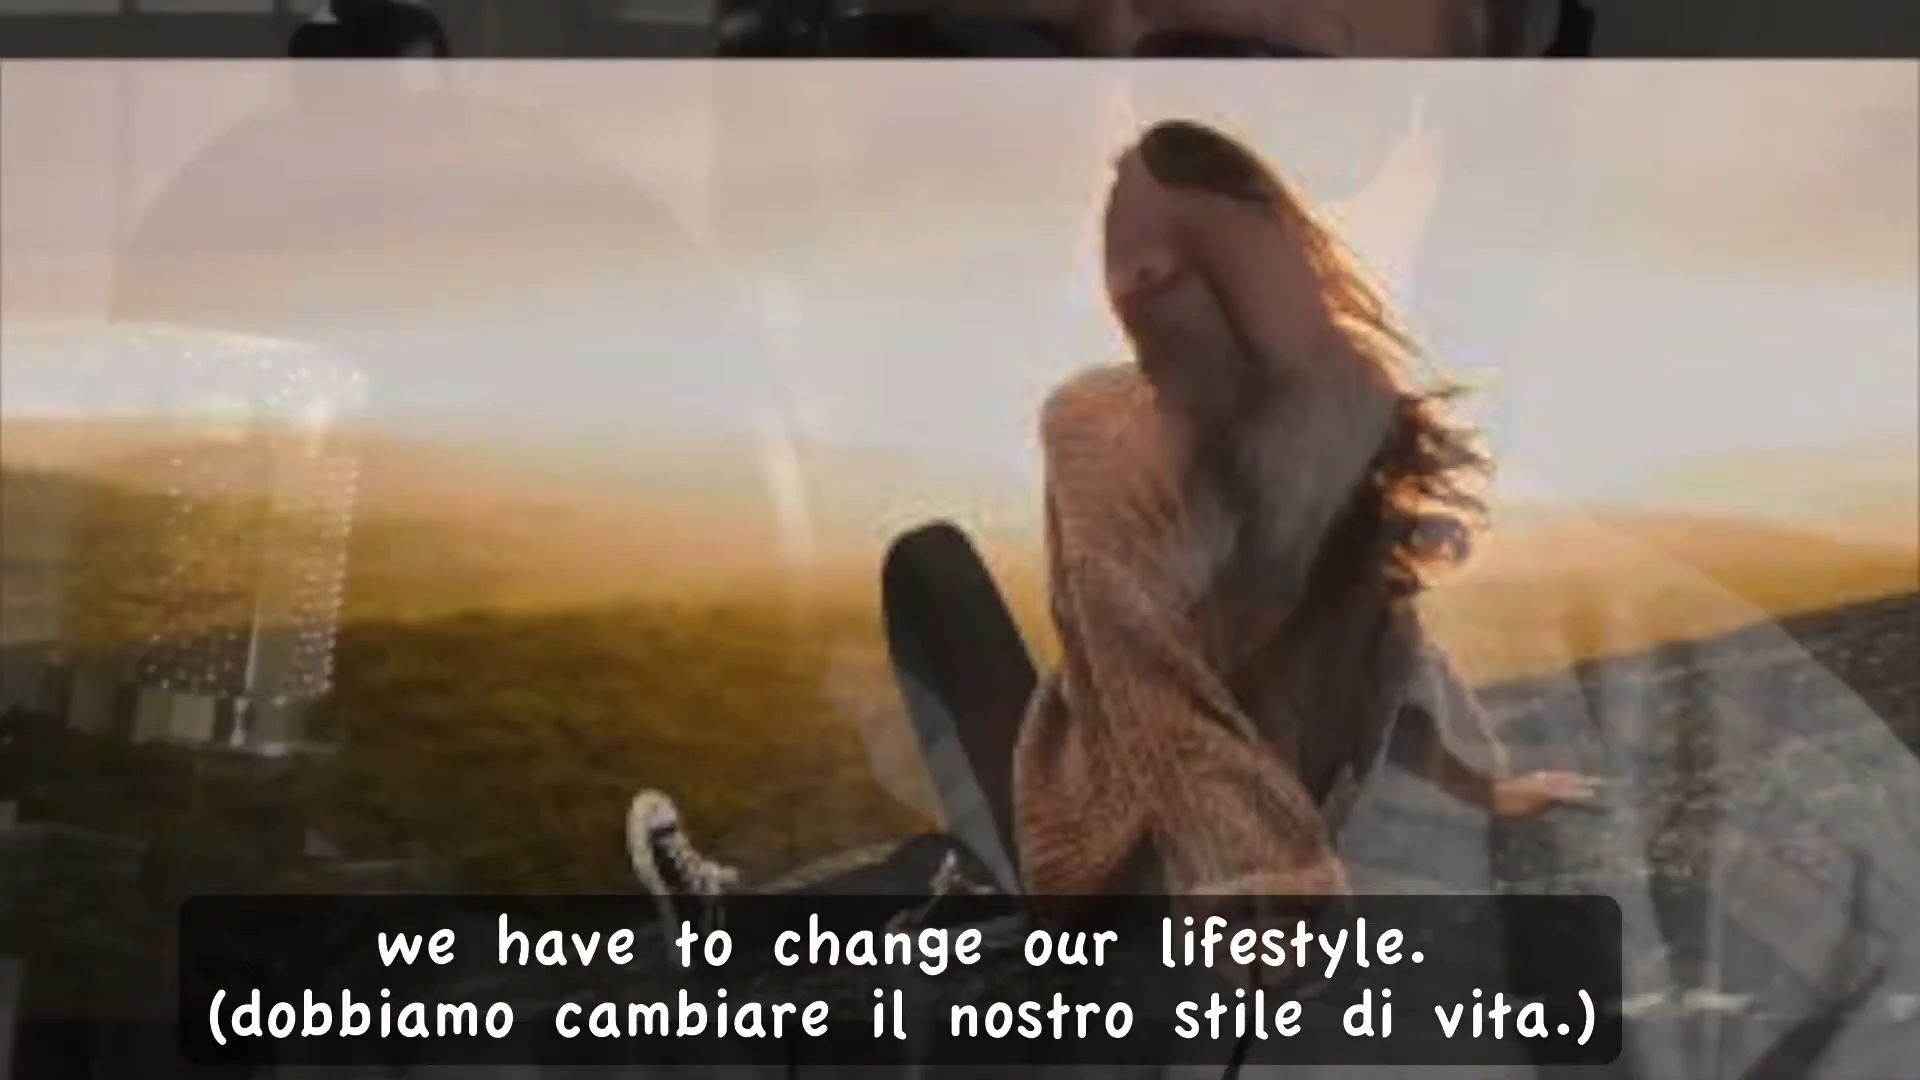 we have to change our lifestyle.
(dobbiamo cambiare il nostro stile di vita.)